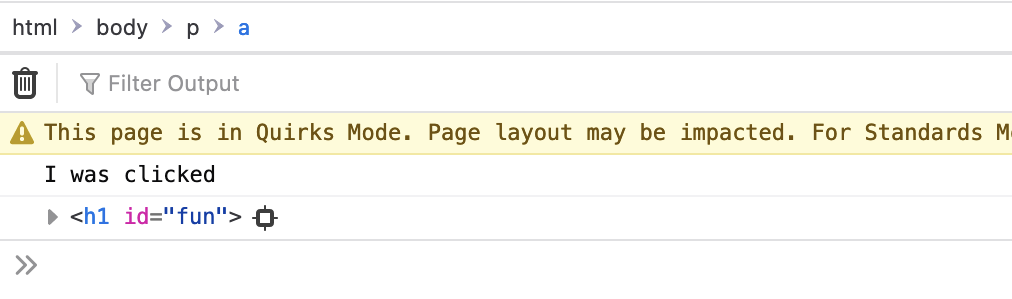 html > body > p > a
Filter Output
This page is in Quirks Mode. Page layout may be impacted. For Standards
I was clicked
<h1 id="fun">